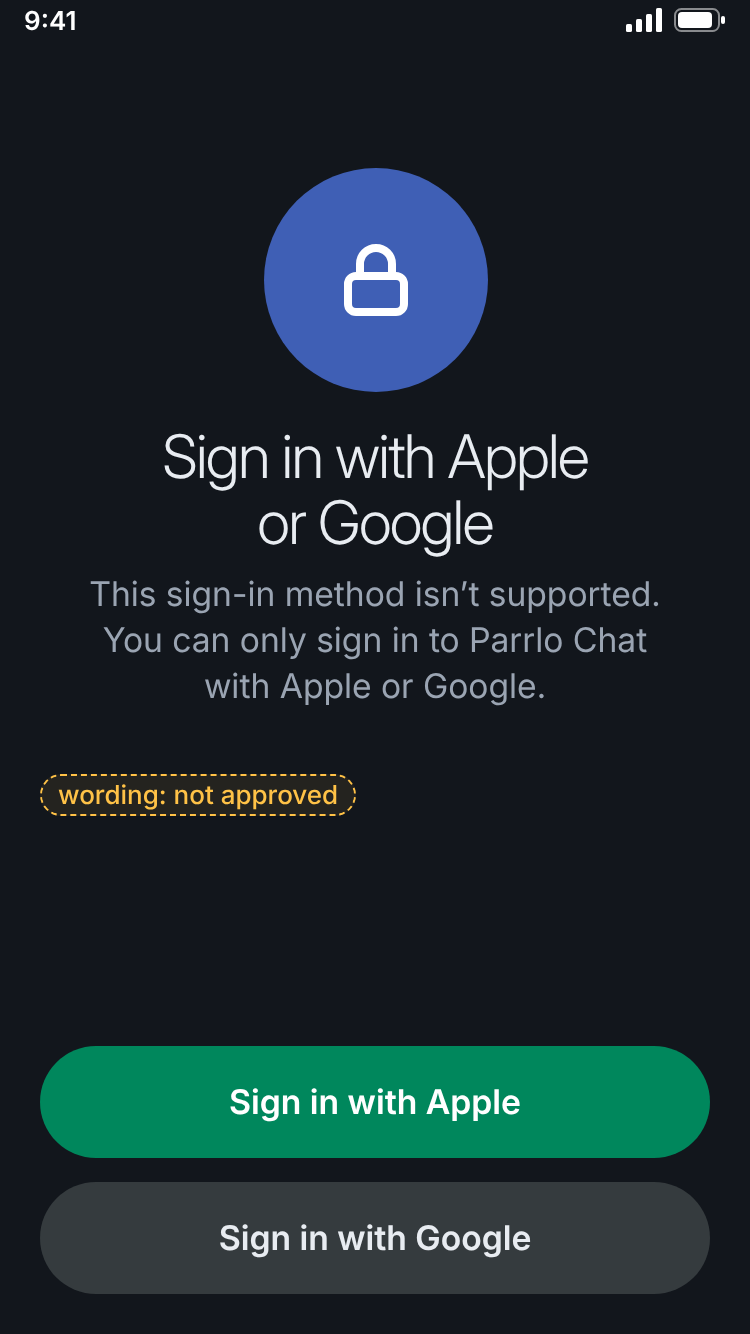 9:41
Sign in with Apple
or Google
This sign-in method isn’t supported.
You can only sign in to Parrlo Chat
with Apple or Google.
wording: not approved
Sign in with Apple
Sign in with Google